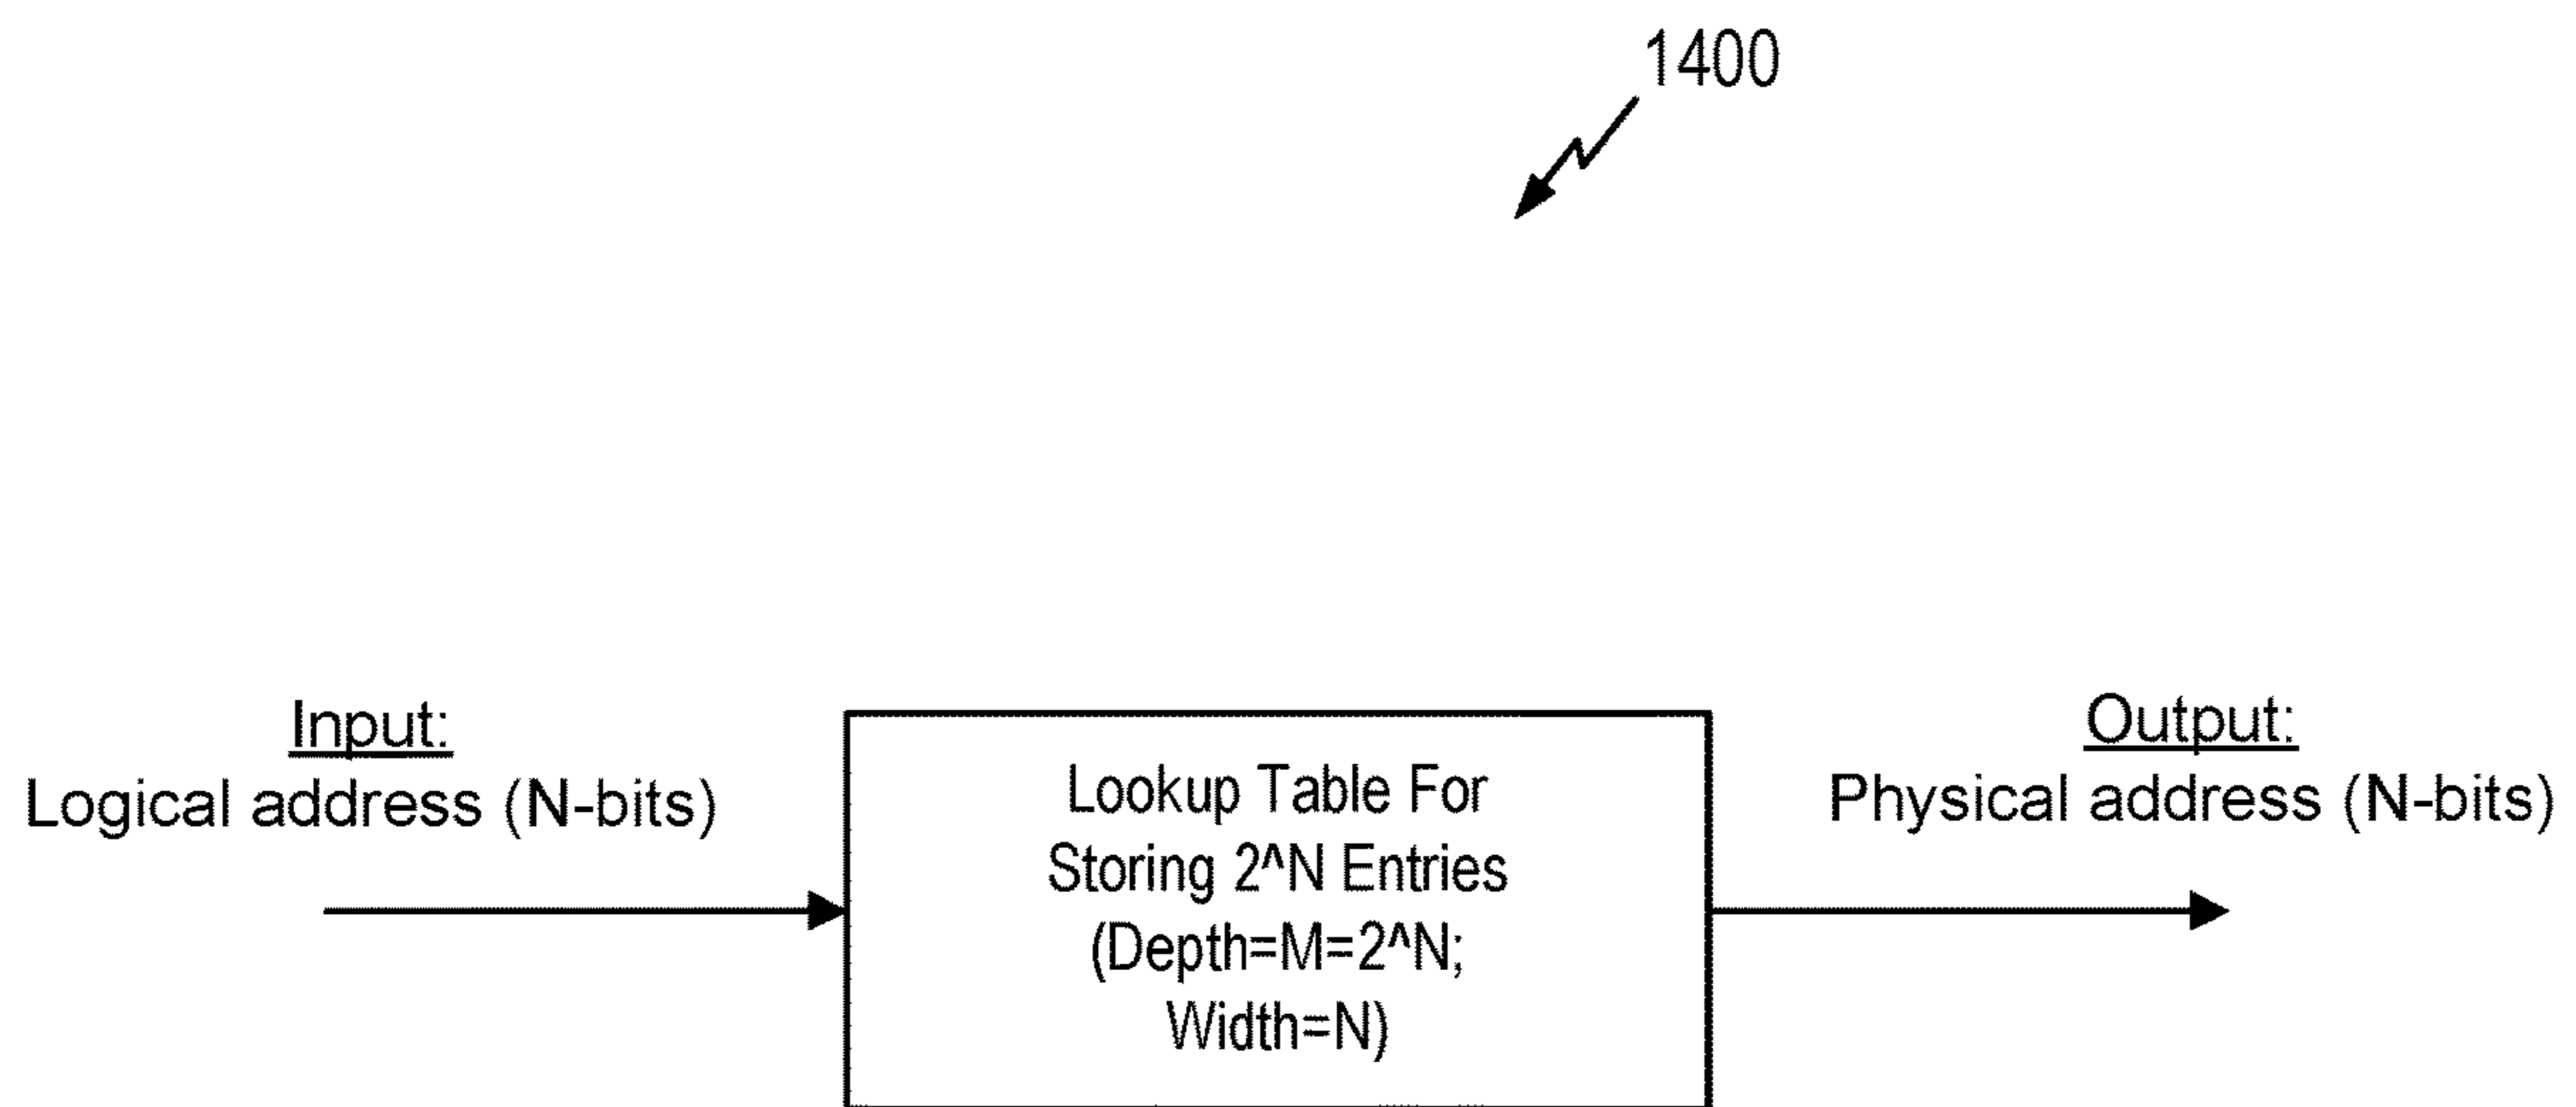 1400
Input:
Logical address (N-bits)
Lookup Table For
Storing 2^N Entries
(Depth=M=2^N;
Width=N)
Output:
Physical address (N-bits)